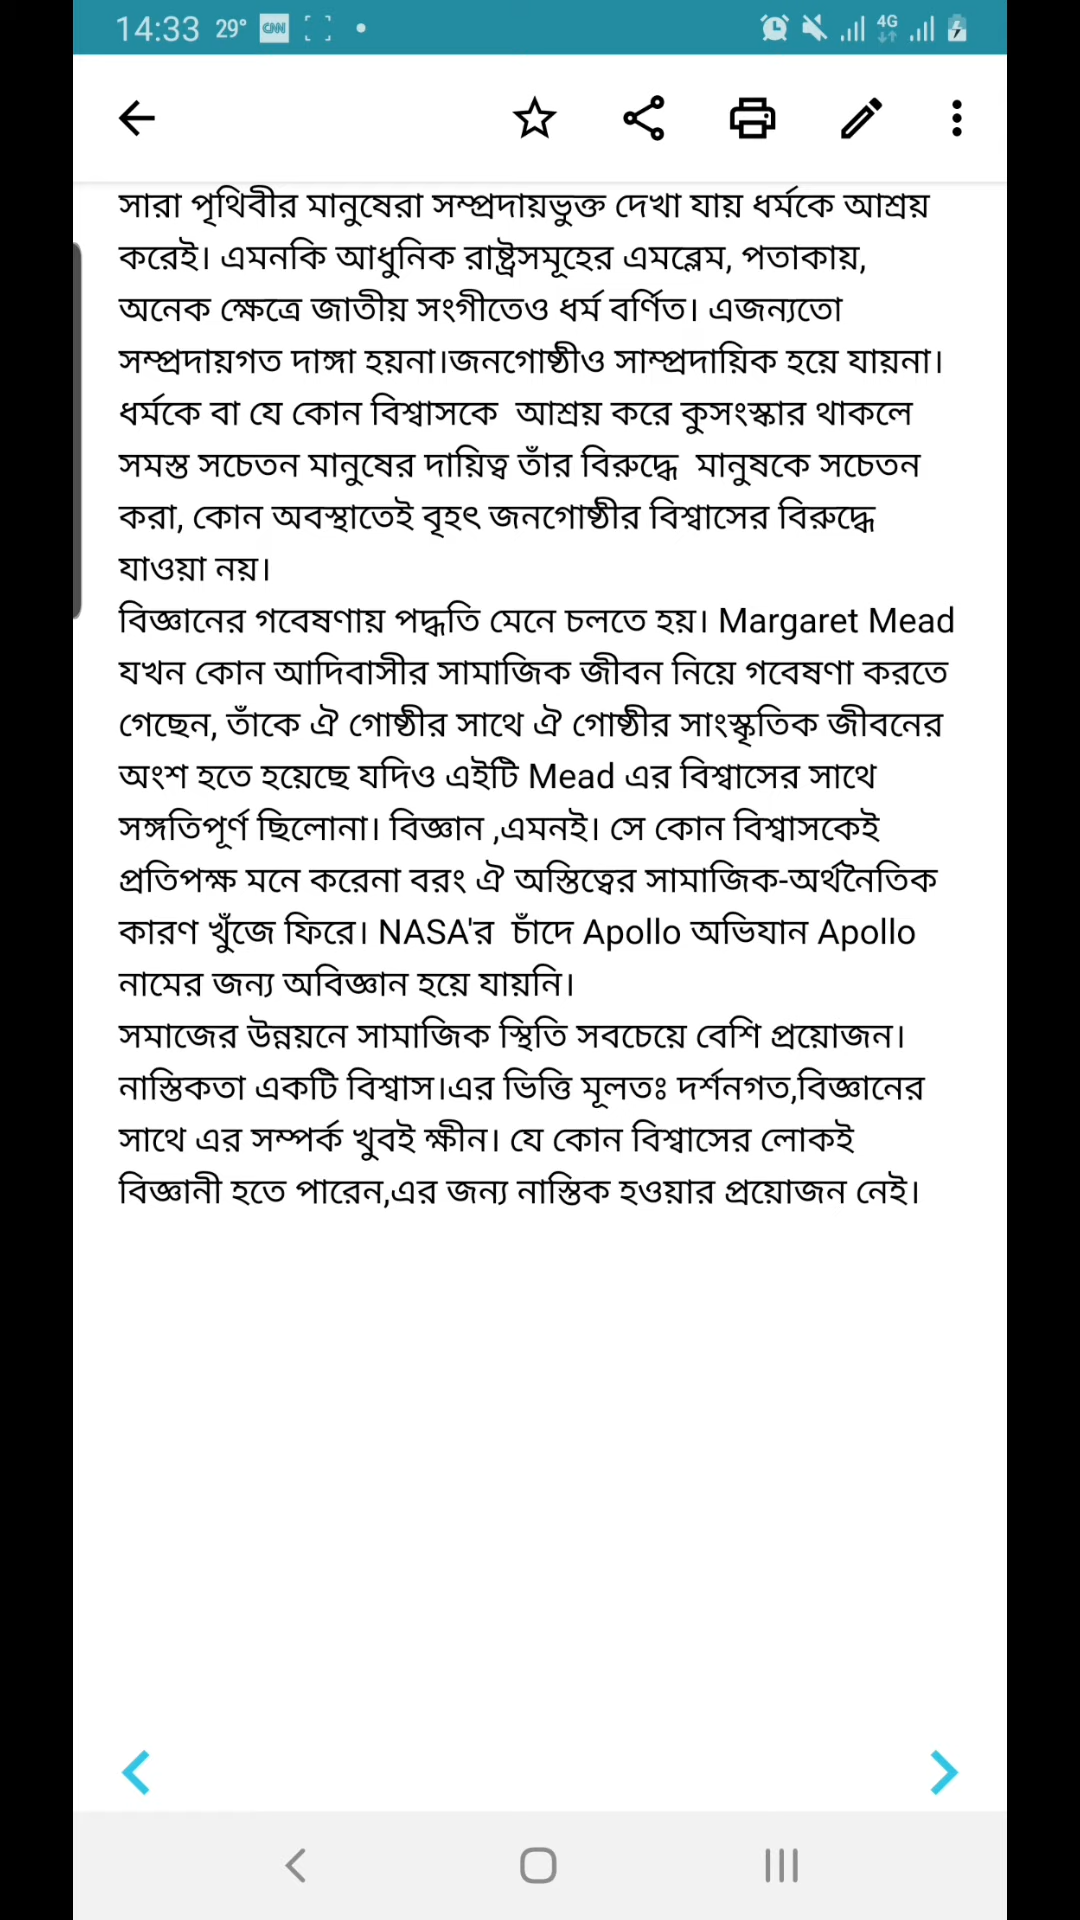 14:33 29° CNN 4G
সারা পৃথিবীর মানুষেরা সম্প্রদায়ভুক্ত দেখা যায় ধর্মকে আশ্রয়
করেই। এমনকি আধুনিক রাষ্ট্রসমূহের এমব্লেম, পতাকায়,
অনেক ক্ষেত্রে জাতীয় সংগীতেও ধর্ম বর্ণিত। এজন্যতো
সম্প্রদায়গত দাঙ্গা হয়না।জনগোষ্ঠীও সাম্প্রদায়িক হয়ে যায়না।
ধর্মকে বা যে কোন বিশ্বাসকে  আশ্রয় করে কুসংস্কার থাকলে
সমস্ত সচেতন মানুষের দায়িত্ব তাঁর বিরুদ্ধে  মানুষকে সচেতন
করা, কোন অবস্থাতেই বৃহৎ জনগোষ্ঠীর বিশ্বাসের বিরুদ্ধে
যাওয়া নয়।
বিজ্ঞানের গবেষণায় পদ্ধতি মেনে চলতে হয়। Margaret Mead
যখন কোন আদিবাসীর সামাজিক জীবন নিয়ে গবেষণা করতে
গেছেন, তাঁকে ঐ গোষ্ঠীর সাথে ঐ গোষ্ঠীর সাংস্কৃতিক জীবনের
অংশ হতে হয়েছে যদিও এইটি Mead এর বিশ্বাসের সাথে
সঙ্গতিপূর্ণ ছিলোনা। বিজ্ঞান ,এমনই। সে কোন বিশ্বাসকেই
প্রতিপক্ষ মনে করেনা বরং ঐ অস্তিত্বের সামাজিক-অর্থনৈতিক
কারণ খুঁজে ফিরে। NASA'র  চাঁদে Apollo অভিযান Apollo
নামের জন্য অবিজ্ঞান হয়ে যায়নি।
সমাজের উন্নয়নে সামাজিক স্থিতি সবচেয়ে বেশি প্রয়োজন।
নাস্তিকতা একটি বিশ্বাস।এর ভিত্তি মূলতঃ দর্শনগত,বিজ্ঞানের
সাথে এর সম্পর্ক খুবই ক্ষীন। যে কোন বিশ্বাসের লোকই
বিজ্ঞানী হতে পারেন,এর জন্য নাস্তিক হওয়ার প্রয়োজন নেই।